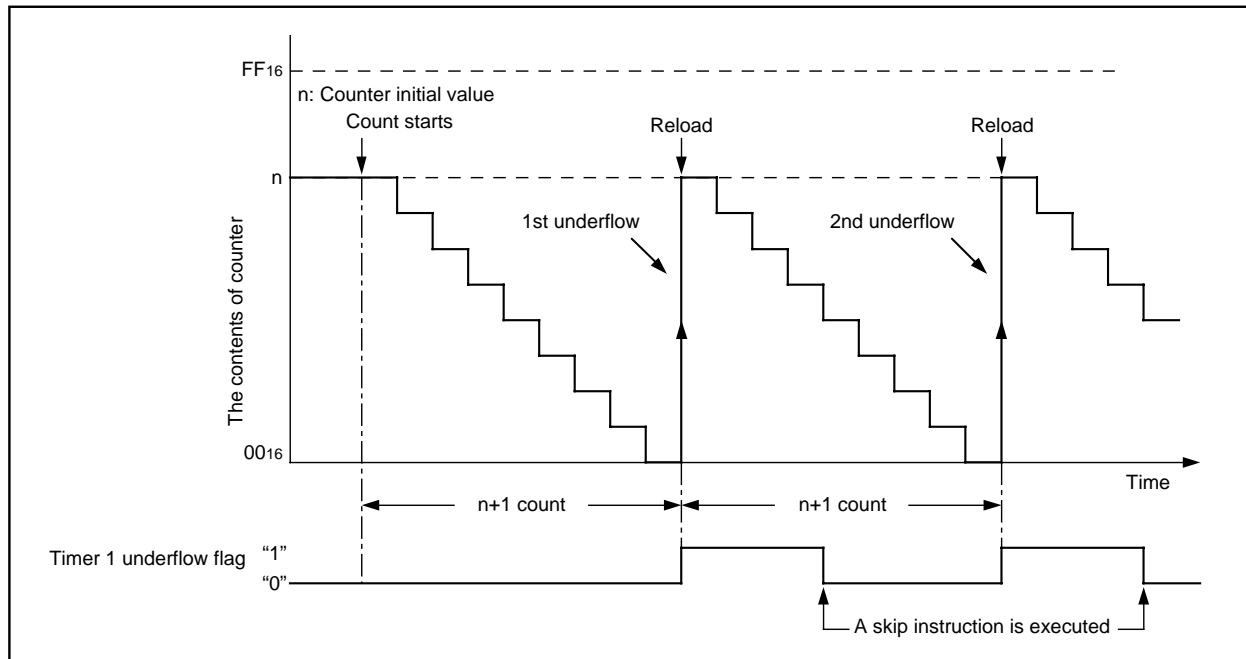 FF16
n: Counter initial value
Count starts
Reload
Reload
n
1st underflow
2nd underflow
The contents of counter
0016
Time
n+1 count
n+1 count
Timer 1 underflow flag
“1”
“0”
A skip instruction is executed